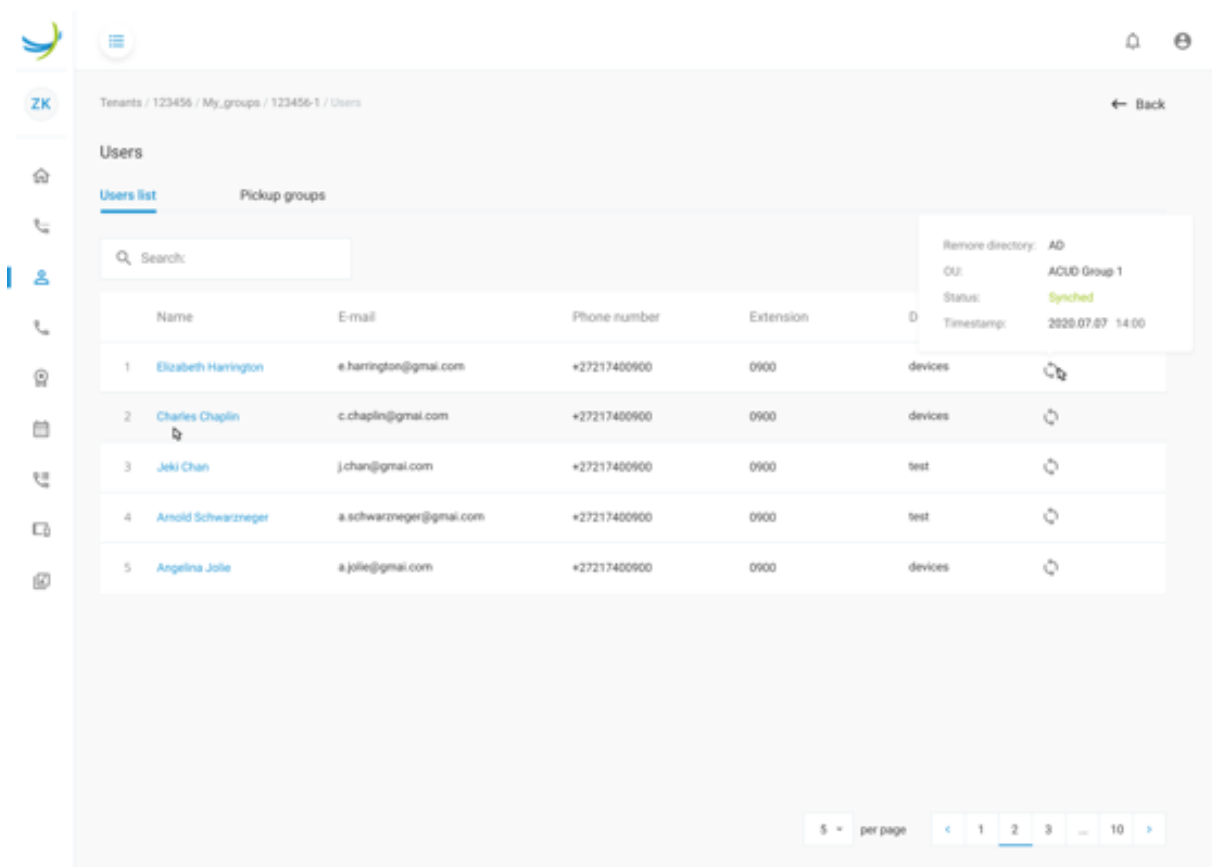 ZK
Tenants / 123456 / My_groups / 123456-1 / Users
← Back
Users
Users list Pickup groups
Search:
Remore directory: AD
OU: ACUD Group 1
Status: Synched
Timestamp: 2020.07.07 14:00
Name E-mail Phone number Extension D
1 Elizabeth Harrington e.harrington@gmai.com +27217400900 0900 devices
2 Charles Chaplin c.chaplin@gmai.com +27217400900 0900 devices
3 Jeki Chan j.chan@gmai.com +27217400900 0900 test
4 Arnold Schwarzneger a.schwarzneger@gmai.com +27217400900 0900 test
5 Angelina Jolie a.jolie@gmai.com +27217400900 0900 devices
5 per page < 1 2 3 ... 10 >